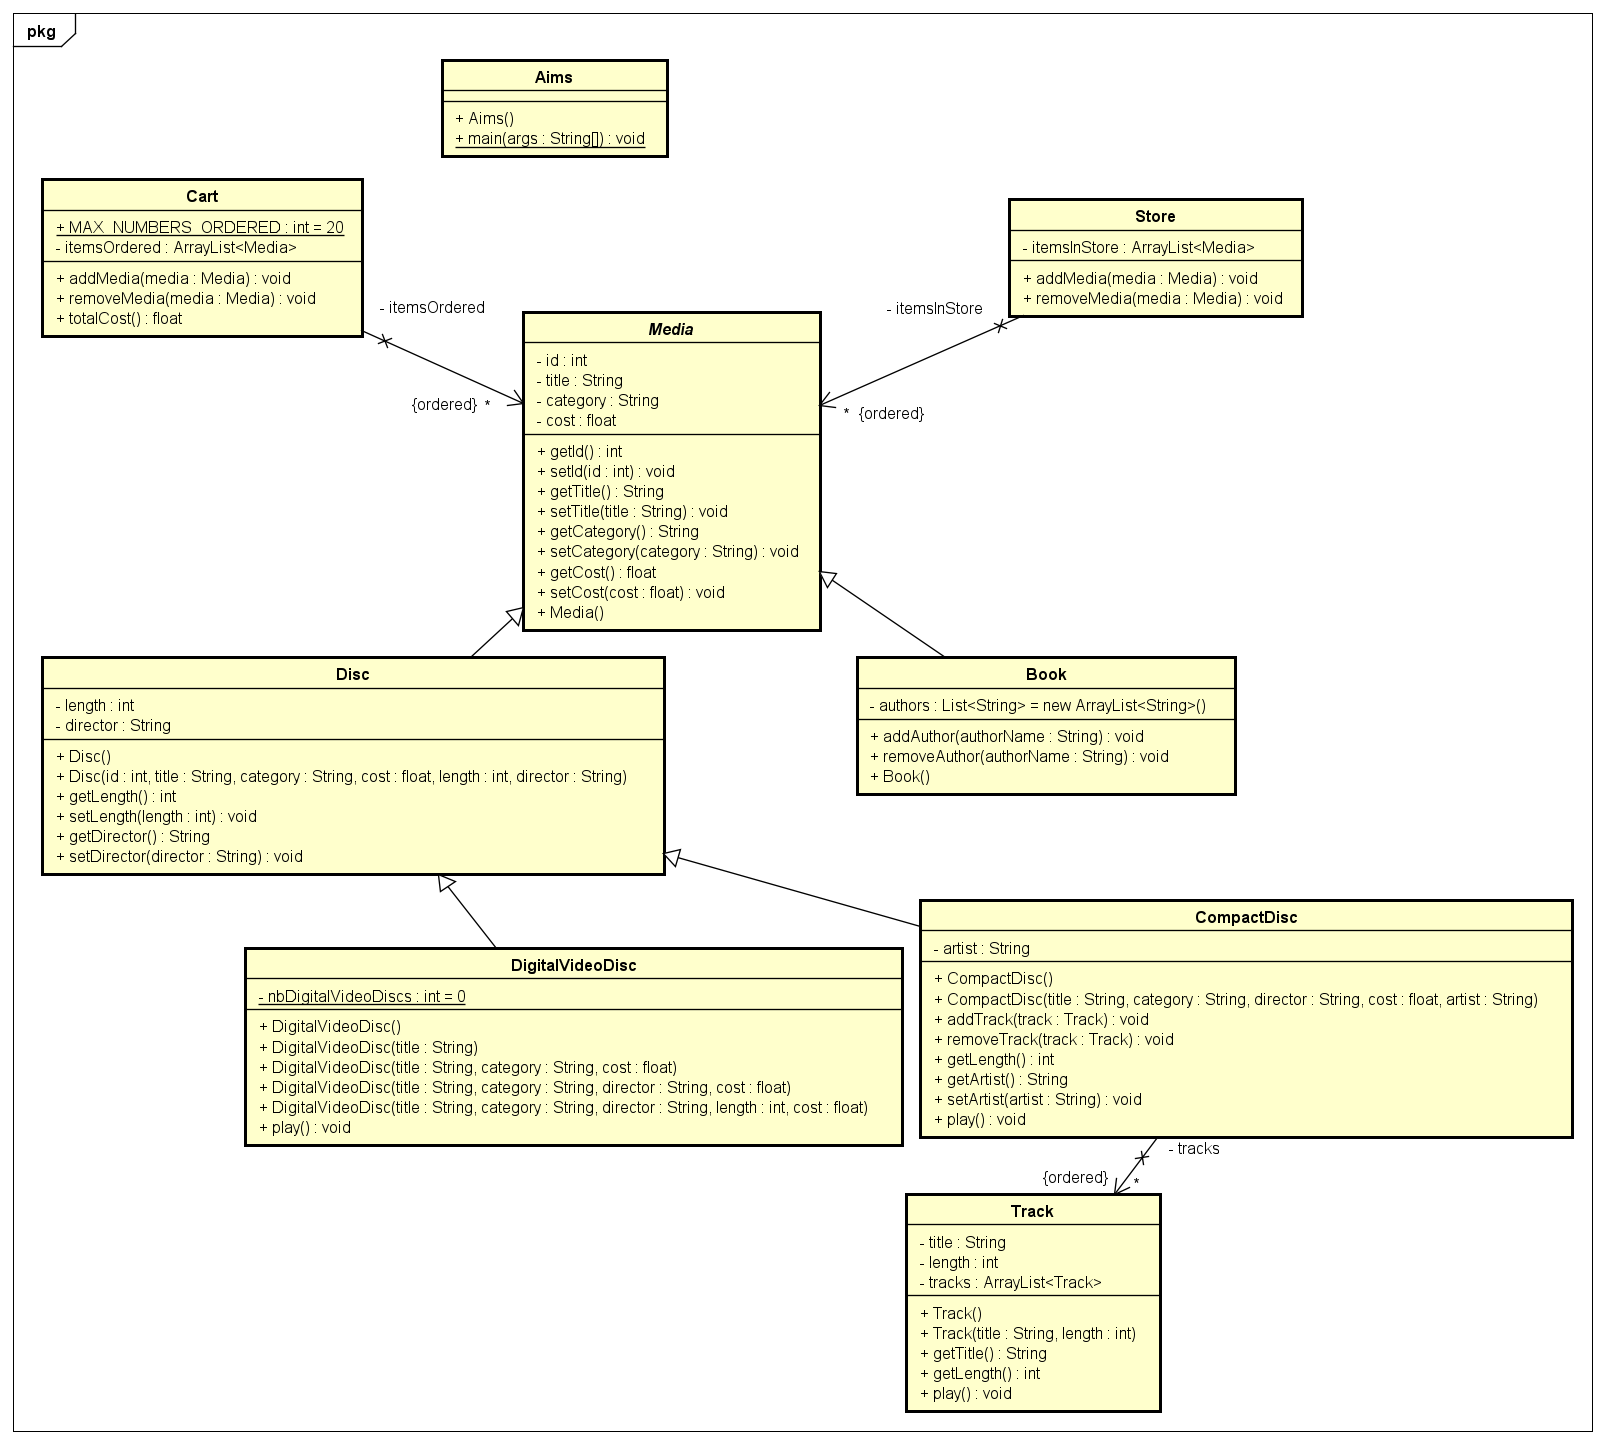 pkg
Aims
+ Aims()
+ main(args : String[]) : void
Cart
+ MAX_NUMBERS_ORDERED : int = 20
- itemsOrdered : ArrayList<Media>
+ addMedia(media : Media) : void
+ removeMedia(media : Media) : void
+ totalCost() : float
Store
- itemsInStore : ArrayList<Media>
+ addMedia(media : Media) : void
+ removeMedia(media : Media) : void
- itemsOrdered
{ordered} *
- itemsInStore
* {ordered}
Media
- id : int
- title : String
- category : String
- cost : float
+ getId() : int
+ setId(id : int) : void
+ getTitle() : String
+ setTitle(title : String) : void
+ getCategory() : String
+ setCategory(category : String) : void
+ getCost() : float
+ setCost(cost : float) : void
+ Media()
Disc
- length : int
- director : String
+ Disc()
+ Disc(id : int, title : String, category : String, cost : float, length : int, director : String)
+ getLength() : int
+ setLength(length : int) : void
+ getDirector() : String
+ setDirector(director : String) : void
Book
- authors : List<String> = new ArrayList<String>()
+ addAuthor(authorName : String) : void
+ removeAuthor(authorName : String) : void
+ Book()
DigitalVideoDisc
- nbDigitalVideoDiscs : int = 0
+ DigitalVideoDisc()
+ DigitalVideoDisc(title : String)
+ DigitalVideoDisc(title : String, category : String, cost : float)
+ DigitalVideoDisc(title : String, category : String, director : String, cost : float)
+ DigitalVideoDisc(title : String, category : String, director : String, length : int, cost : float)
+ play() : void
CompactDisc
- artist : String
+ CompactDisc()
+ CompactDisc(title : String, category : String, director : String, cost : float, artist : String)
+ addTrack(track : Track) : void
+ removeTrack(track : Track) : void
+ getLength() : int
+ getArtist() : String
+ setArtist(artist : String) : void
+ play() : void
- tracks
{ordered} *
Track
- title : String
- length : int
- tracks : ArrayList<Track>
+ Track()
+ Track(title : String, length : int)
+ getTitle() : String
+ getLength() : int
+ play() : void